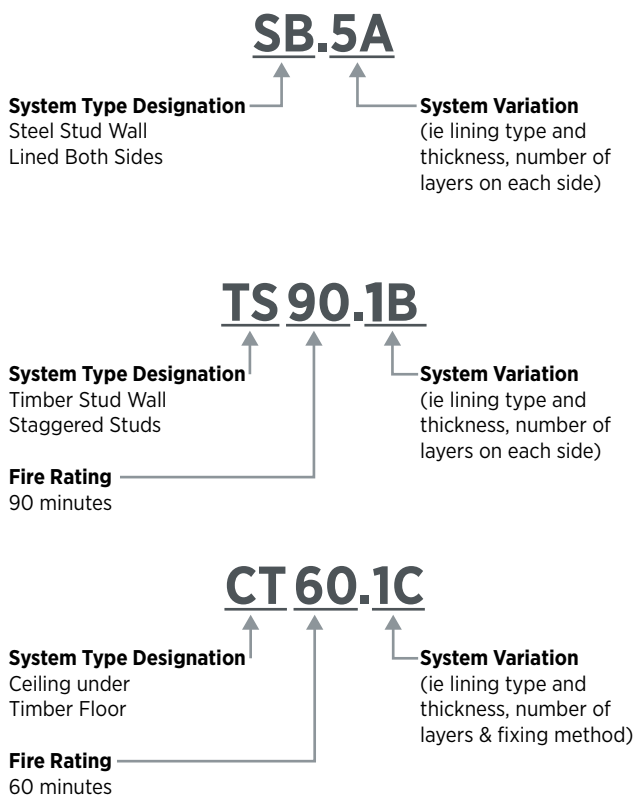 SB.5A
System Type Designation
Steel Stud Wall
Lined Both Sides
System Variation
(ie lining type and
thickness, number of
layers on each side)
TS 90.1B
System Type Designation
Timber Stud Wall
Staggered Studs
Fire Rating
90 minutes
System Variation
(ie lining type and
thickness, number of
layers on each side)
CT 60.1C
System Type Designation
Ceiling under
Timber Floor
Fire Rating
60 minutes
System Variation
(ie lining type and
thickness, number of
layers & fixing method)